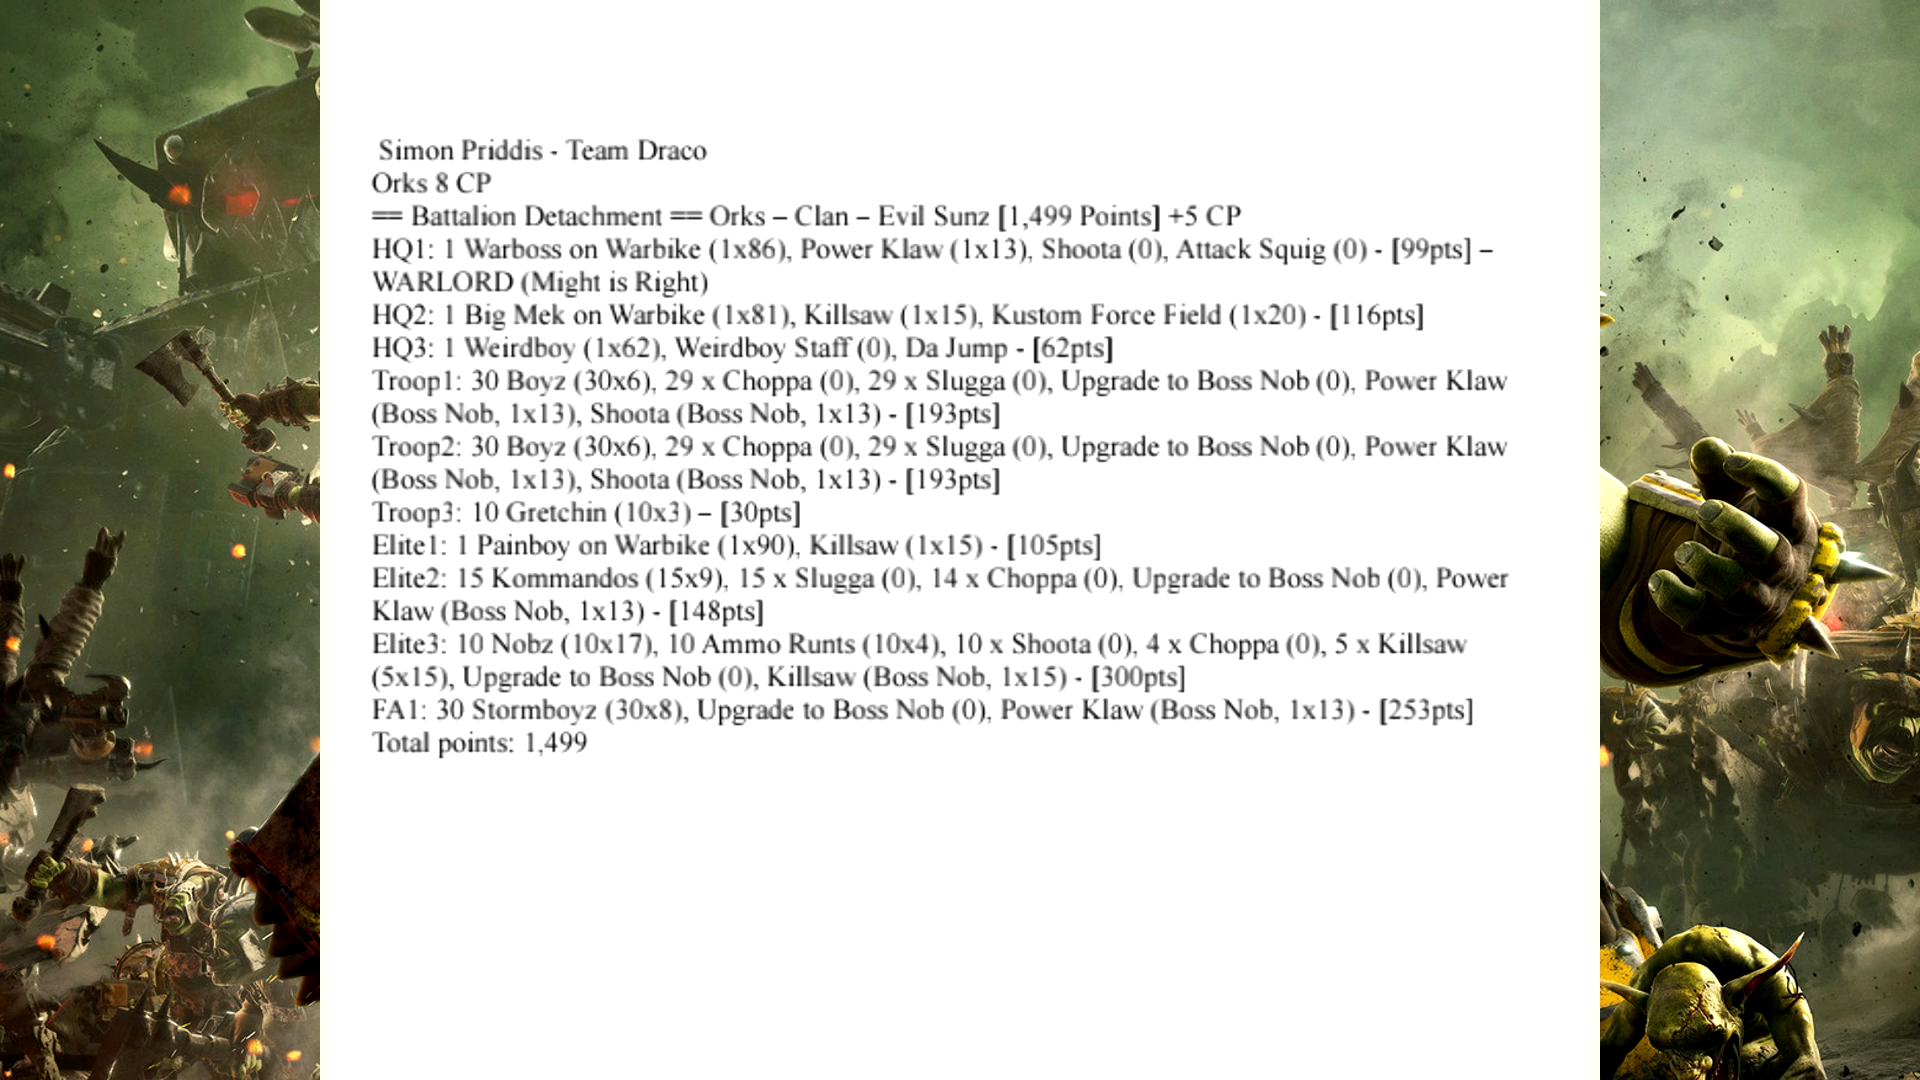 Simon Priddis - Team Draco
Orks 8 CP
== Battalion Detachment == Orks – Clan – Evil Sunz [1,499 Points] +5 CP
HQ1: 1 Warboss on Warbike (1x86), Power Klaw (1x13), Shoota (0), Attack Squig (0) - [99pts] –
WARLORD (Might is Right)
HQ2: 1 Big Mek on Warbike (1x81), Killsaw (1x15), Kustom Force Field (1x20) - [116pts]
HQ3: 1 Weirdboy (1x62), Weirdboy Staff (0), Da Jump - [62pts]
Troop1: 30 Boyz (30x6), 29 x Choppa (0), 29 x Slugga (0), Upgrade to Boss Nob (0), Power Klaw
(Boss Nob, 1x13), Shoota (Boss Nob, 1x13) - [193pts]
Troop2: 30 Boyz (30x6), 29 x Choppa (0), 29 x Slugga (0), Upgrade to Boss Nob (0), Power Klaw
(Boss Nob, 1x13), Shoota (Boss Nob, 1x13) - [193pts]
Troop3: 10 Gretchin (10x3) – [30pts]
Elite1: 1 Painboy on Warbike (1x90), Killsaw (1x15) - [105pts]
Elite2: 15 Kommandos (15x9), 15 x Slugga (0), 14 x Choppa (0), Upgrade to Boss Nob (0), Power
Klaw (Boss Nob, 1x13) - [148pts]
Elite3: 10 Nobz (10x17), 10 Ammo Runts (10x4), 10 x Shoota (0), 4 x Choppa (0), 5 x Killsaw
(5x15), Upgrade to Boss Nob (0), Killsaw (Boss Nob, 1x15) - [300pts]
FA1: 30 Stormboyz (30x8), Upgrade to Boss Nob (0), Power Klaw (Boss Nob, 1x13) - [253pts]
Total points: 1,499